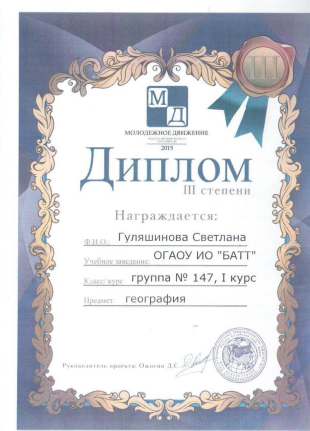 III
М
Д
МОЛОДЕЖНОЕ ДВИЖЕНИЕ
2015
Диплом
III степени
Награждается:
Ф.И.О.: Гуляшинова Светлана
Учебное заведение: ОГАОУ ИО "БАТТ"
Класс/ курс группа № 147, I курс
Предмет: география
Руководитель проекта: Ожогин Д.С.